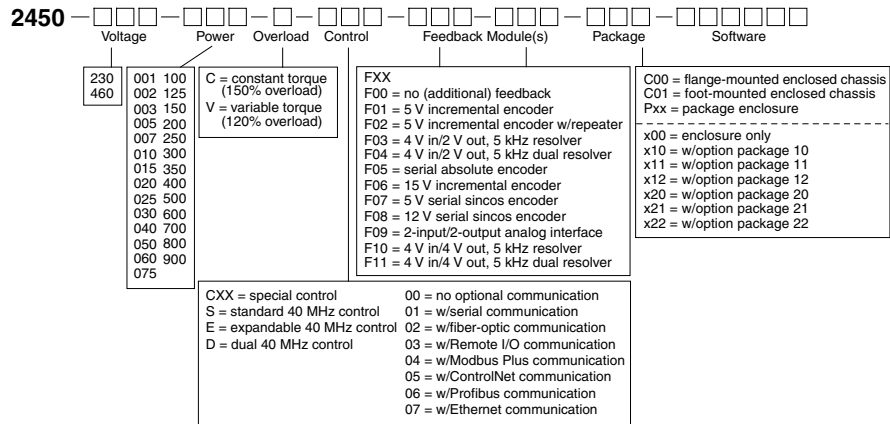 2450
Voltage Power Overload Control Feedback Module(s) Package Software
230
460
001 100
002 125
003 150
005 200
007 250
010 300
015 350
020 400
025 500
030 600
040 700
050 800
060 900
075
C = constant torque
(150% overload)
V = variable torque
(120% overload)
FXX
F00 = no (additional) feedback
F01 = 5 V incremental encoder
F02 = 5 V incremental encoder w/repeater
F03 = 4 V in/2 V out, 5 kHz resolver
F04 = 4 V in/2 V out, 5 kHz dual resolver
F05 = serial absolute encoder
F06 = 15 V incremental encoder
F07 = 5 V serial sincos encoder
F08 = 12 V serial sincos encoder
F09 = 2-input/2-output analog interface
F10 = 4 V in/4 V out, 5 kHz resolver
F11 = 4 V in/4 V out, 5 kHz dual resolver
C00 = flange-mounted enclosed chassis
C01 = foot-mounted enclosed chassis
Pxx = package enclosure
x00 = enclosure only
x10 = w/option package 10
x11 = w/option package 11
x12 = w/option package 12
x20 = w/option package 20
x21 = w/option package 21
x22 = w/option package 22
CXX = special control
S = standard 40 MHz control
E = expandable 40 MHz control
D = dual 40 MHz control
00 = no optional communication
01 = w/serial communication
02 = w/fiber-optic communication
03 = w/Remote I/O communication
04 = w/Modbus Plus communication
05 = w/ControlNet communication
06 = w/Profibus communication
07 = w/Ethernet communication